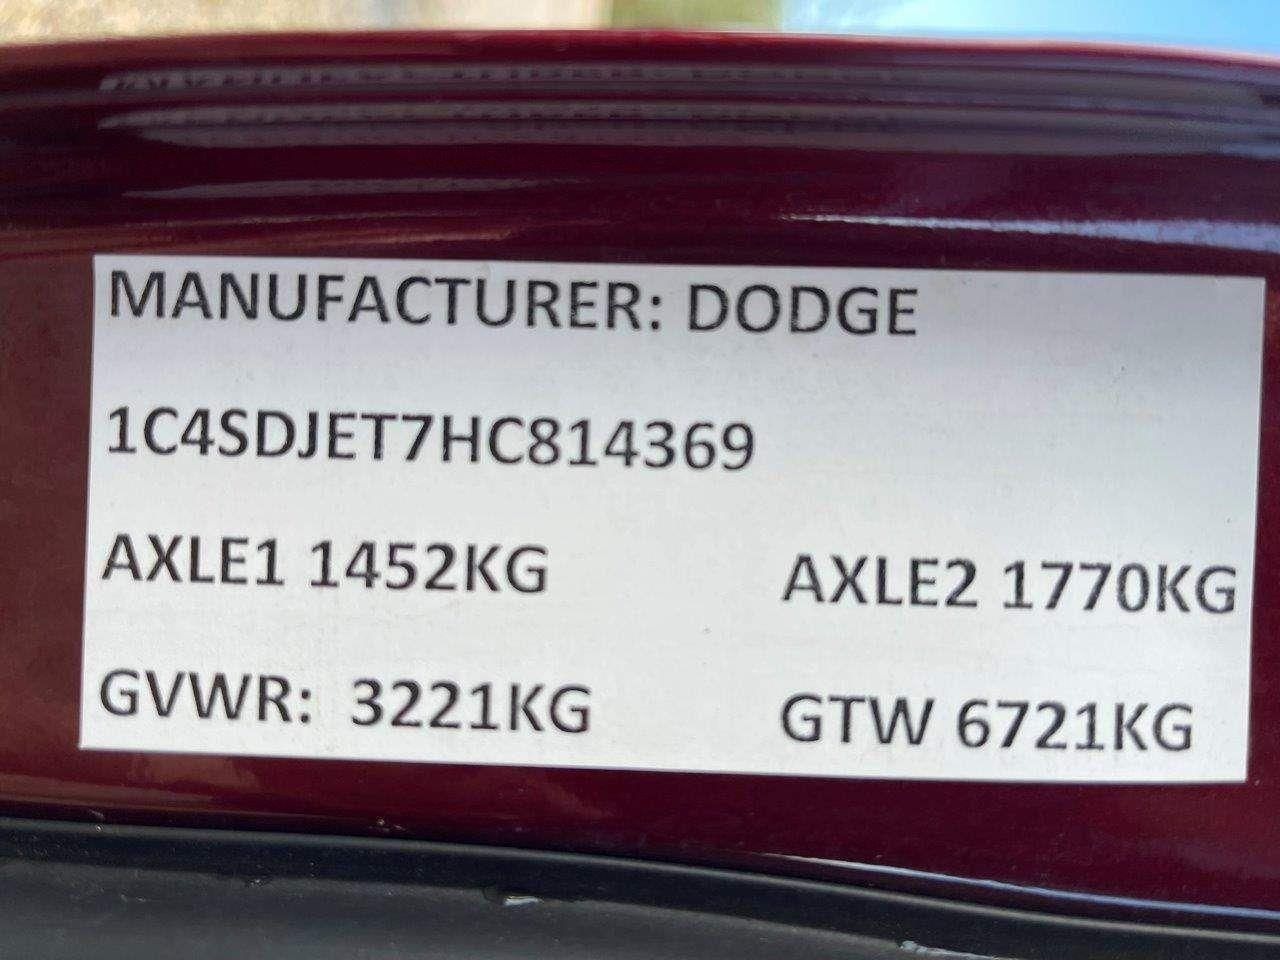 MANUFACTURER: DODGE
1C4SDJET7HC814369
AXLE1 1452KG AXLE2 1770KG
GVWR: 3221KG GTW 6721KG